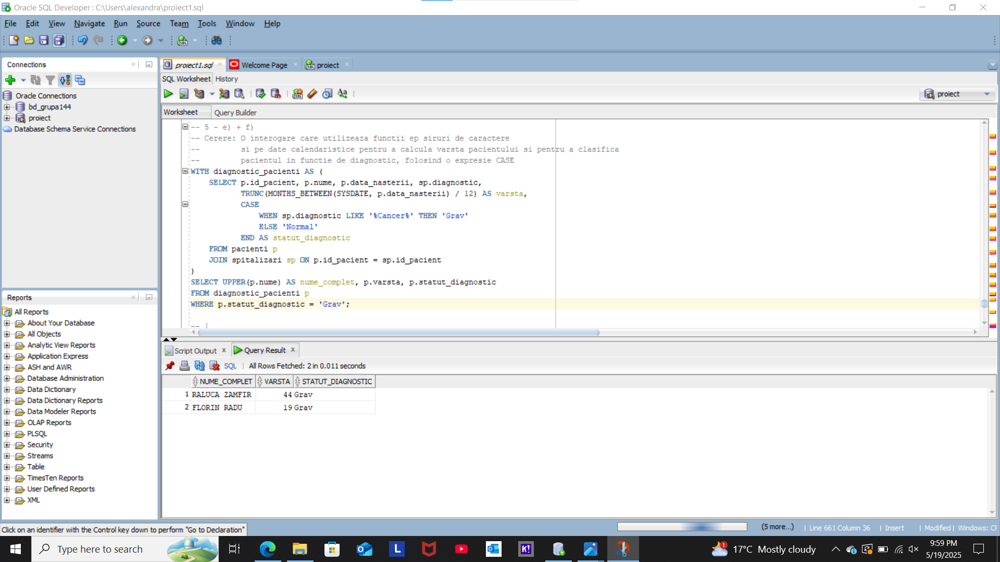 Oracle SQL Developer : C:\Users\alexandra\proiect1.sql
File Edit View Navigate Run Source Team Tools Window Help
Connections
Oracle Connections
bd_grupa144
proiect
Database Schema Service Connections
Reports
All Reports
About Your Database
All Objects
Analytic View Reports
Application Express
ASH and AWR
Database Administration
Data Dictionary
Data Dictionary Reports
Data Modeler Reports
OLAP Reports
PLSQL
Security
Streams
Table
TimesTen Reports
User Defined Reports
XML
proiect1.sql Welcome Page proiect
SQL Worksheet History
proiect
Worksheet Query Builder
-- 5 - e) + f)
-- Cerere: O interogare care utilizeaza functii ep siruri de caractere
-- si pe date calendaristice pentru a calcula varsta pacientului si pentru a clasifica
-- pacientul in functie de diagnostic, folosind o expresie CASE
WITH diagnostic_pacienti AS (
SELECT p.id_pacient, p.nume, p.data_nasterii, sp.diagnostic,
TRUNC(MONTHS_BETWEEN(SYSDATE, p.data_nasterii) / 12) AS varsta,
CASE
WHEN sp.diagnostic LIKE '%Cancer%' THEN 'Grav'
ELSE 'Normal'
END AS statut_diagnostic
FROM pacienti p
JOIN spitalizari sp ON p.id_pacient = sp.id_pacient
)
SELECT UPPER(p.nume) AS nume_complet, p.varsta, p.statut_diagnostic
FROM diagnostic_pacienti p
WHERE p.statut_diagnostic = 'Grav';
Script Output Query Result
SQL All Rows Fetched: 2 in 0.011 seconds
NUME_COMPLET VARSTA STATUT_DIAGNOSTIC
1 RALUCA ZAMFIR 44 Grav
2 FLORIN RADU 19 Grav
Click on an identifier with the Control key down to perform "Go to Declaration"
(5 more...) | Line 661 Column 36 | Insert | Modified | Windows:
Type here to search
17°C Mostly cloudy
9:59 PM
5/19/2025